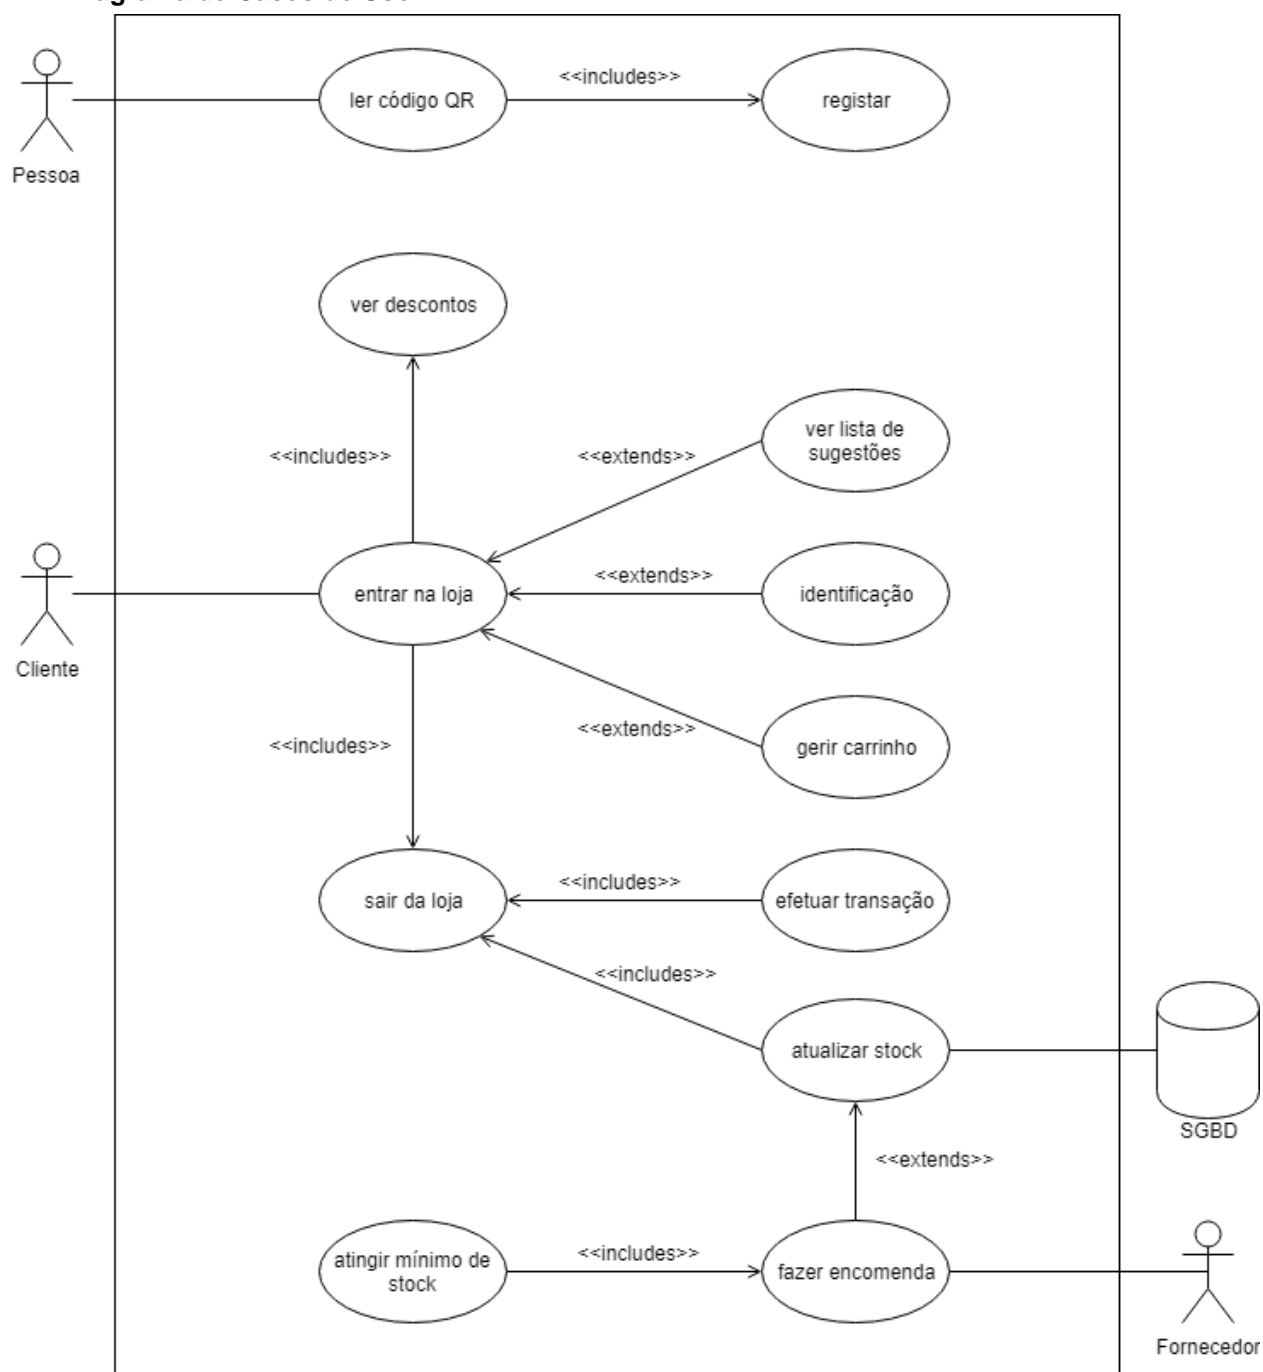 ler código QR
<<includes>>
registar
Pessoa
ver descontos
ver lista de
sugestões
<<includes>>
<<extends>>
entrar na loja
<<extends>>
identificação
Cliente
<<extends>>
gerir carrinho
<<includes>>
sair da loja
<<includes>>
efetuar transação
<<includes>>
atualizar stock
SGBD
<<extends>>
atingir mínimo de
stock
<<includes>>
fazer encomenda
Fornecedor